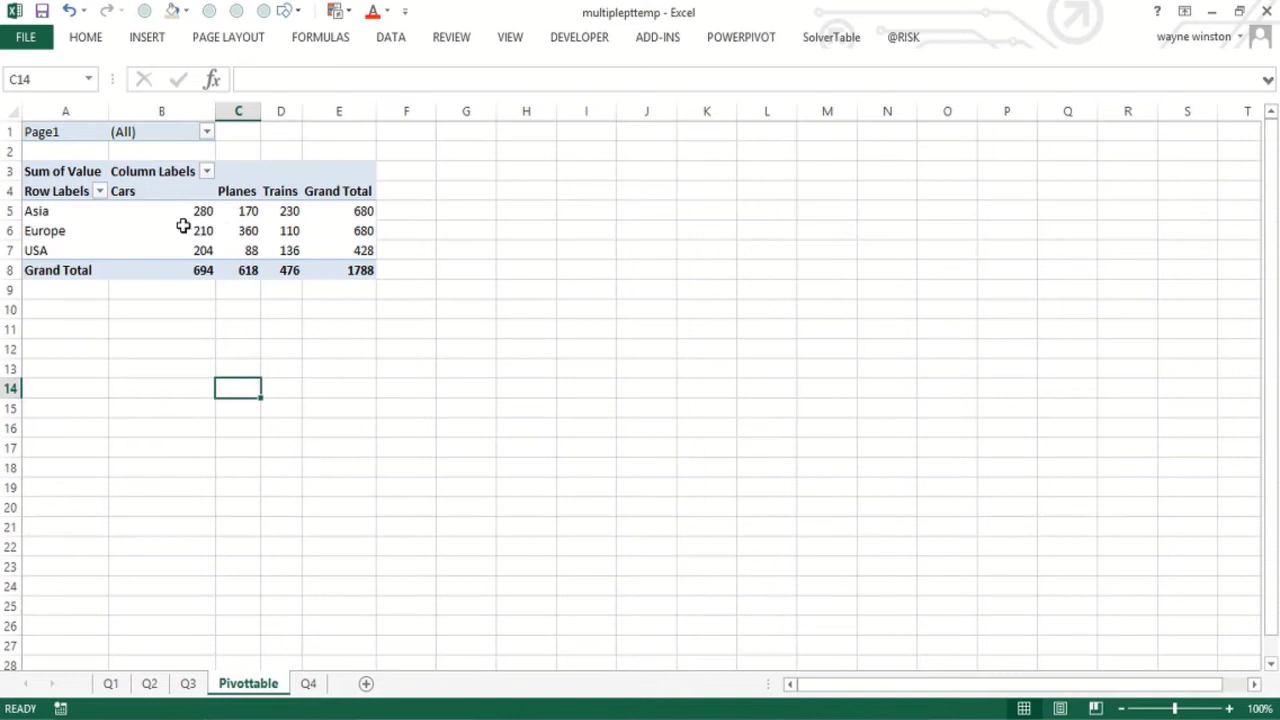 multiplepttemp - Excel
?
FILE HOME INSERT PAGE LAYOUT FORMULAS DATA REVIEW VIEW DEVELOPER ADD-INS POWERPIVOT SolverTable @RISK wayne winston
C14 fx
A B C D E F G H I J K L M N O P Q R S T
1 Page1 (All)
2
3 Sum of Value Column Labels
4 Row Labels Cars Planes Trains Grand Total
5 Asia 280 170 230 680
6 Europe 210 360 110 680
7 USA 204 88 136 428
8 Grand Total 694 618 476 1788
9
10
11
12
13
14
15
16
17
18
19
20
21
22
23
24
25
26
27
28
Q1 Q2 Q3 Pivottable Q4
READY 100%